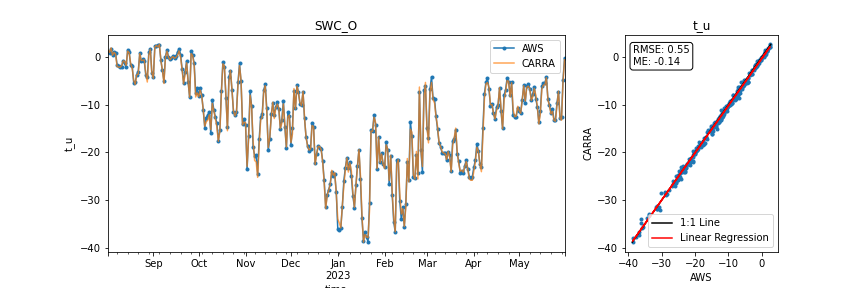 SWC_O
t_u
0
−10
−20
−30
−40
AWS
CARRA
t_u
Sep
Oct
Nov
Dec
Jan
2023
Feb
Mar
Apr
May
time
t_u
RMSE: 0.55
ME: -0.14
CARRA
0
−10
−20
−30
−40
1:1 Line
Linear Regression
−40
−30
−20
−10
0
AWS